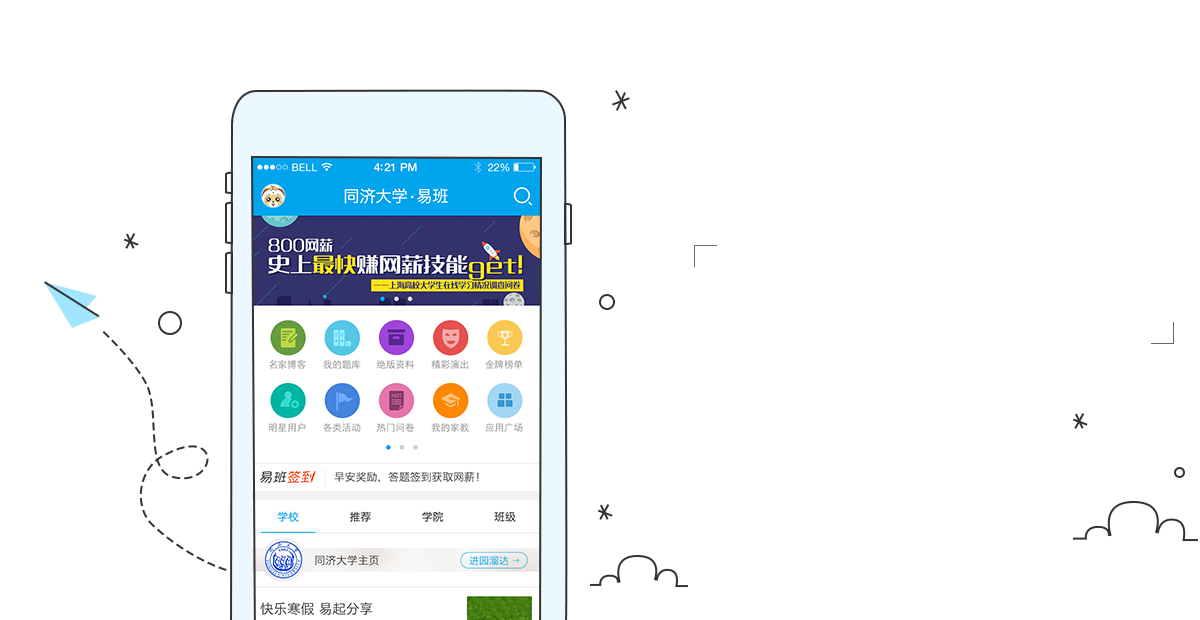 BELL 4:21 PM 22%
同济大学·易班
800网薪
史上最快赚网薪技能get!
——上海高校大学生在线学习情况调查问卷
名家博客 我的题库 绝版资料 精彩演出 金牌榜单
HOT
明星用户 各类活动 热门问卷 我的家教 应用广场
易班签到 早安奖励，答题签到获取网薪！
学校 推荐 学院 班级
同济大学主页 进园溜达→
快乐寒假 易起分享